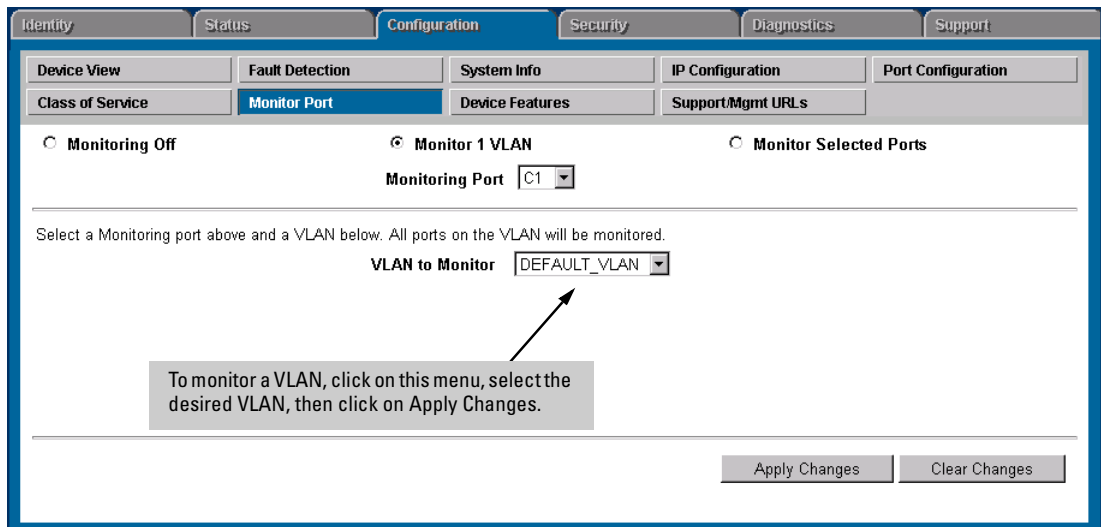 Identity Status Configuration Security Diagnostics Support
Device View Fault Detection System Info IP Configuration Port Configuration
Class of Service Monitor Port Device Features Support/Mgmt URLs
Monitoring Off Monitor 1 VLAN Monitor Selected Ports
Monitoring Port C1
Select a Monitoring port above and a VLAN below. All ports on the VLAN will be monitored.
VLAN to Monitor DEFAULT_VLAN
To monitor a VLAN, click on this menu, select the
desired VLAN, then click on Apply Changes.
Apply Changes Clear Changes